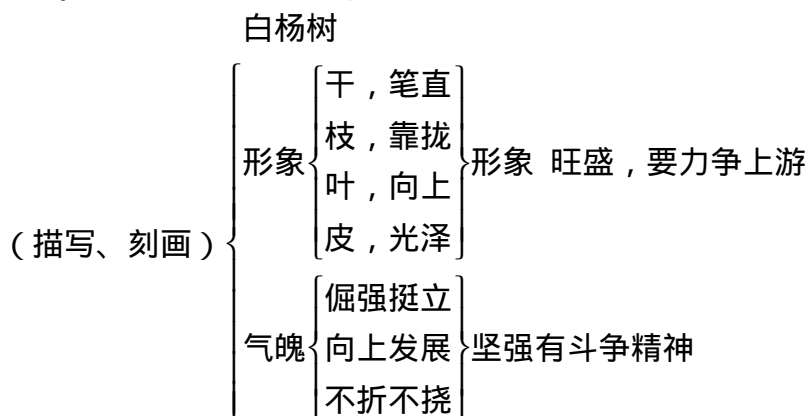 白杨树
干，笔直
枝，靠拢
形象 形象 旺盛，要力争上游
叶，向上
（描写、刻画） 皮，光泽
倔强挺立
气魄 向上发展 坚强有斗争精神
不折不挠